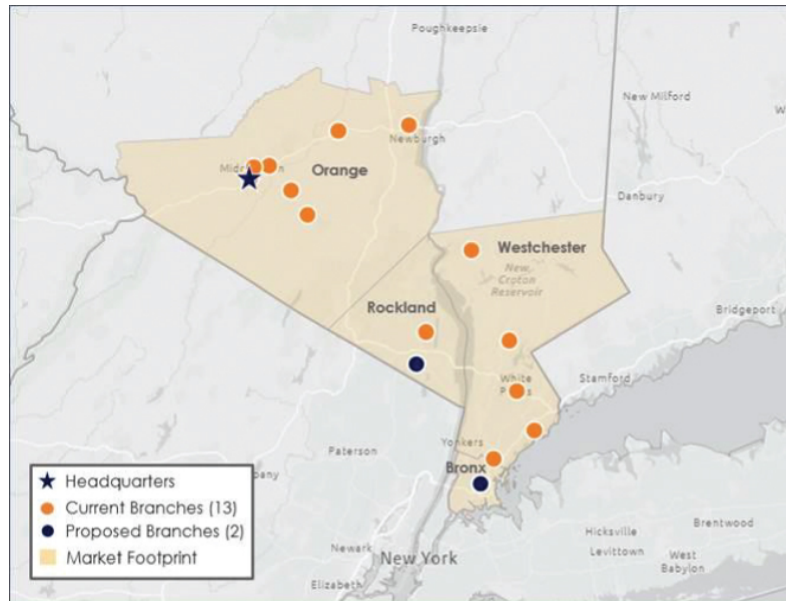 Poughkeepsie
New Milford
Newburgh
Orange
Danbury
Westchester
New
Croton
Reservoir
Rockland
Bridgeport
Stamford
White
Paterson
Yonkers
Bronx
Headquarters
Current Branches (13)
Proposed Branches (2)
Market Footprint
Hicksville
Brentwood
Levittown
West
Babylon
Newark
New York
Elizabeth